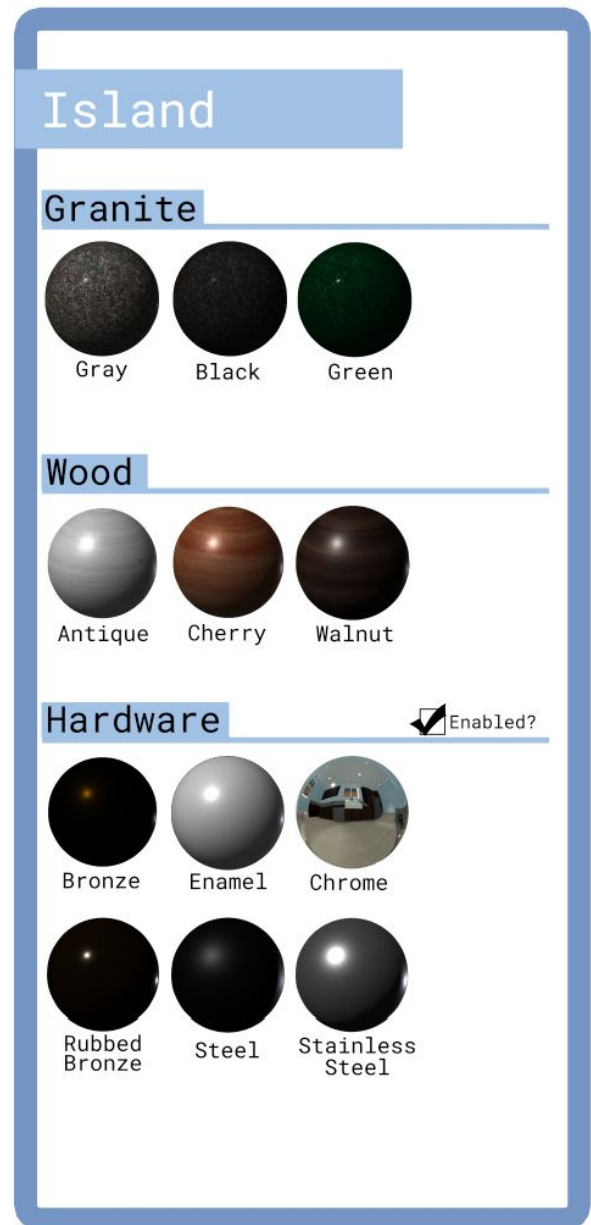 Island
Granite
Gray Black Green
Wood
Antique Cherry Walnut
Hardware Enabled?
Bronze Enamel Chrome
Rubbed
Bronze
Steel
Stainless
Steel